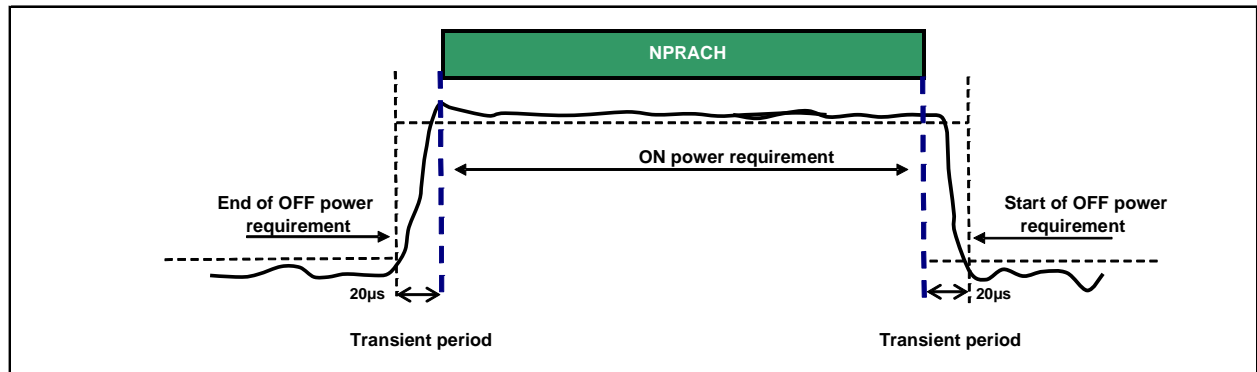 NPRACH
ON power requirement
End of OFF power
requirement
Start of OFF power
requirement
20µs
20µs
Transient period
Transient period